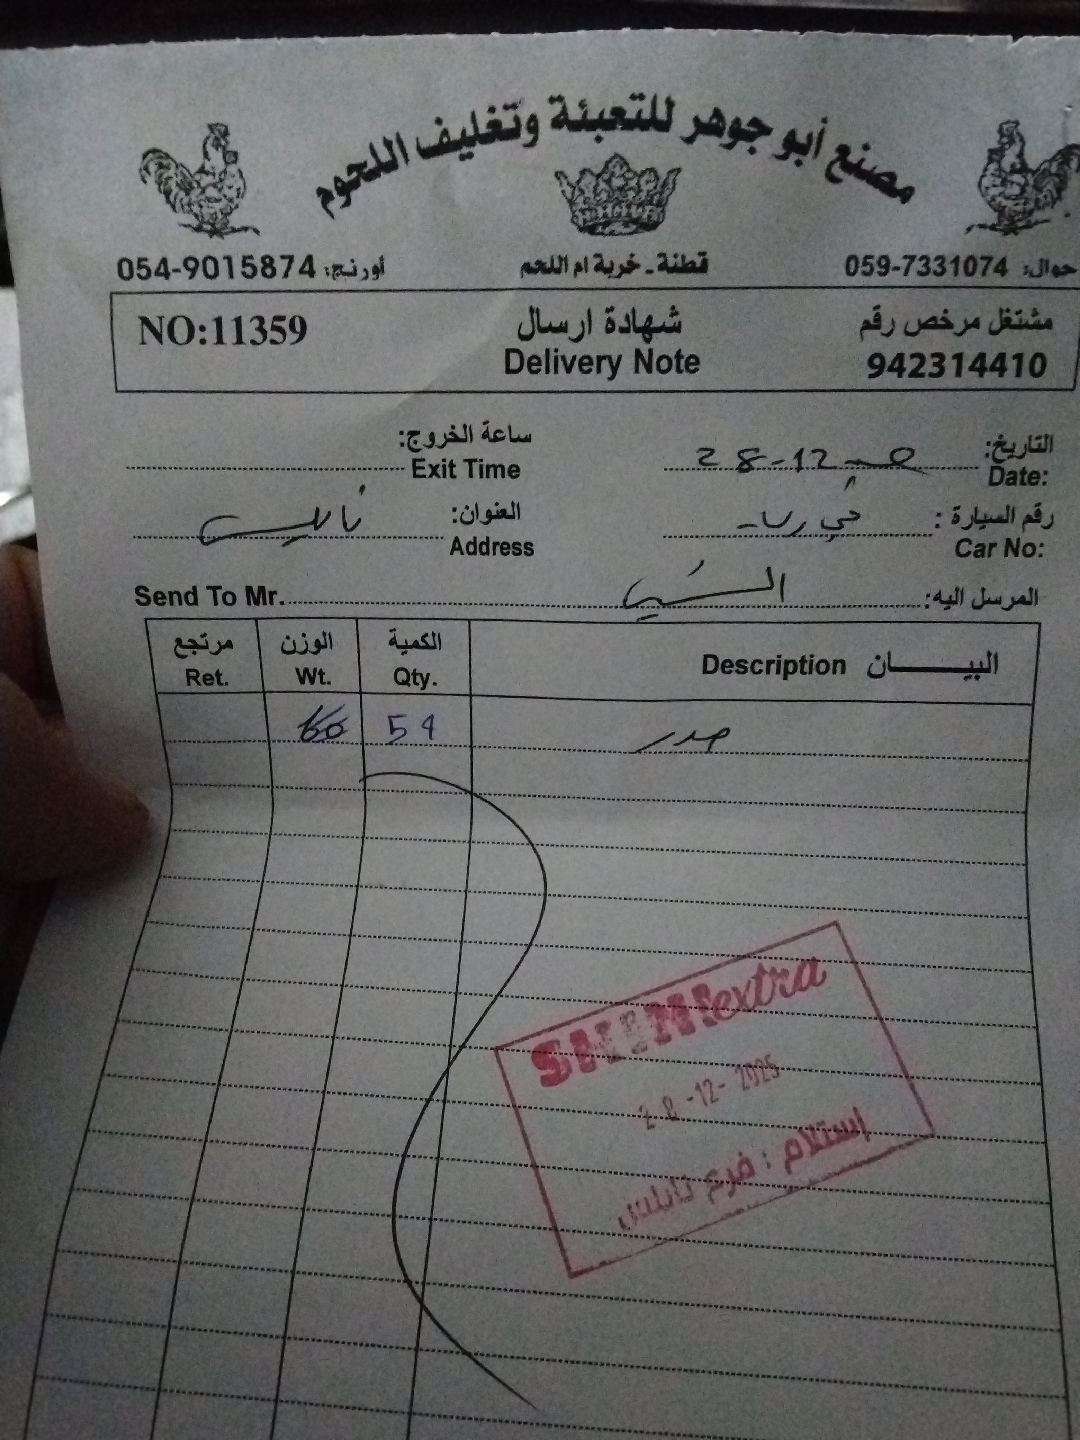 مصنع أبو جوهر للتعبئة وتغليف اللحوم
جوال: 059-7331074 قطنة - خربة ام اللحم أورنج: 054-9015874
مشتغل مرخص رقم شهادة ارسال NO:11359
942314410 Delivery Note
التاريخ: 28-12 ساعة الخروج:
Date: Exit Time
رقم السيارة : العنوان: نابلس
Car No: Address
المرسل اليه: Send To Mr.
البيـــــــان Description الكمية الوزن مرتجع
Qty. Wt. Ret.
صدر 54
extra
28-12-2025
إستلام : فرع نابلس